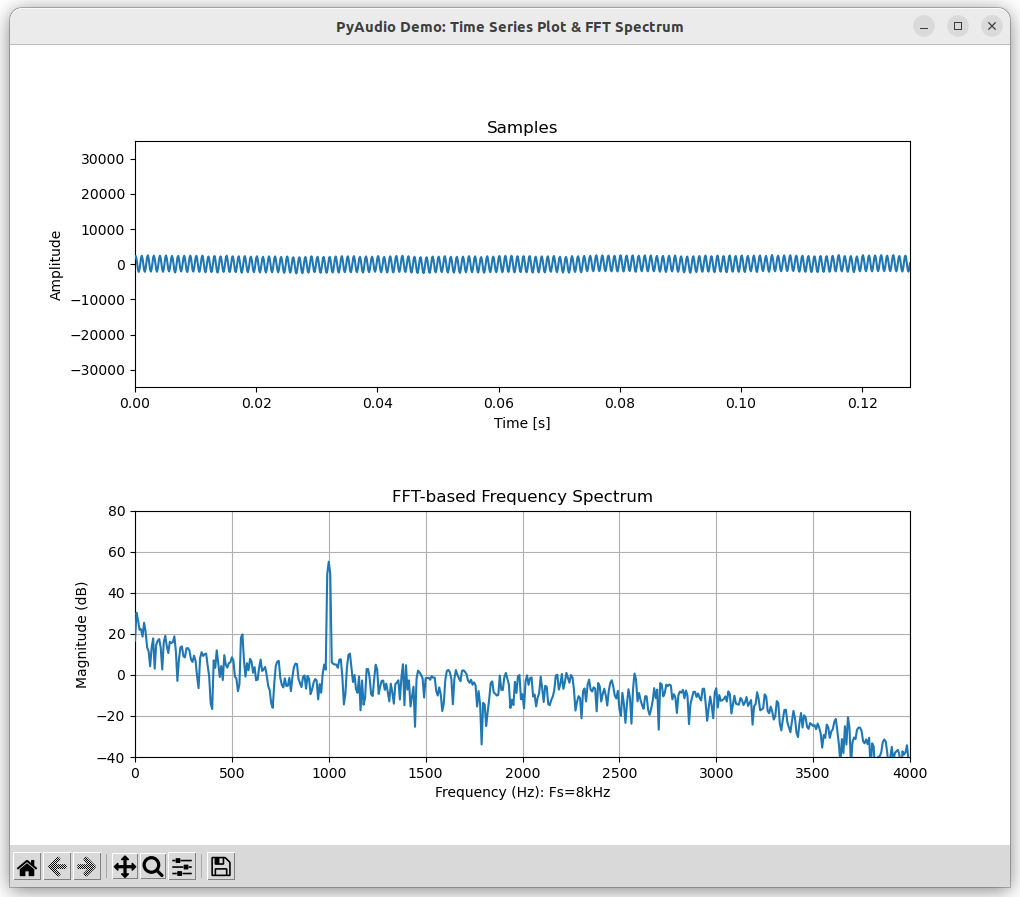 PyAudio Demo: Time Series Plot & FFT Spectrum
Samples
30000
20000
10000
0
−10000
−20000
−30000
Amplitude
0.00 0.02 0.04 0.06 0.08 0.10 0.12
Time [s]
FFT-based Frequency Spectrum
80
60
40
20
0
−20
−40
Magnitude (dB)
0 500 1000 1500 2000 2500 3000 3500 4000
Frequency (Hz): Fs=8kHz